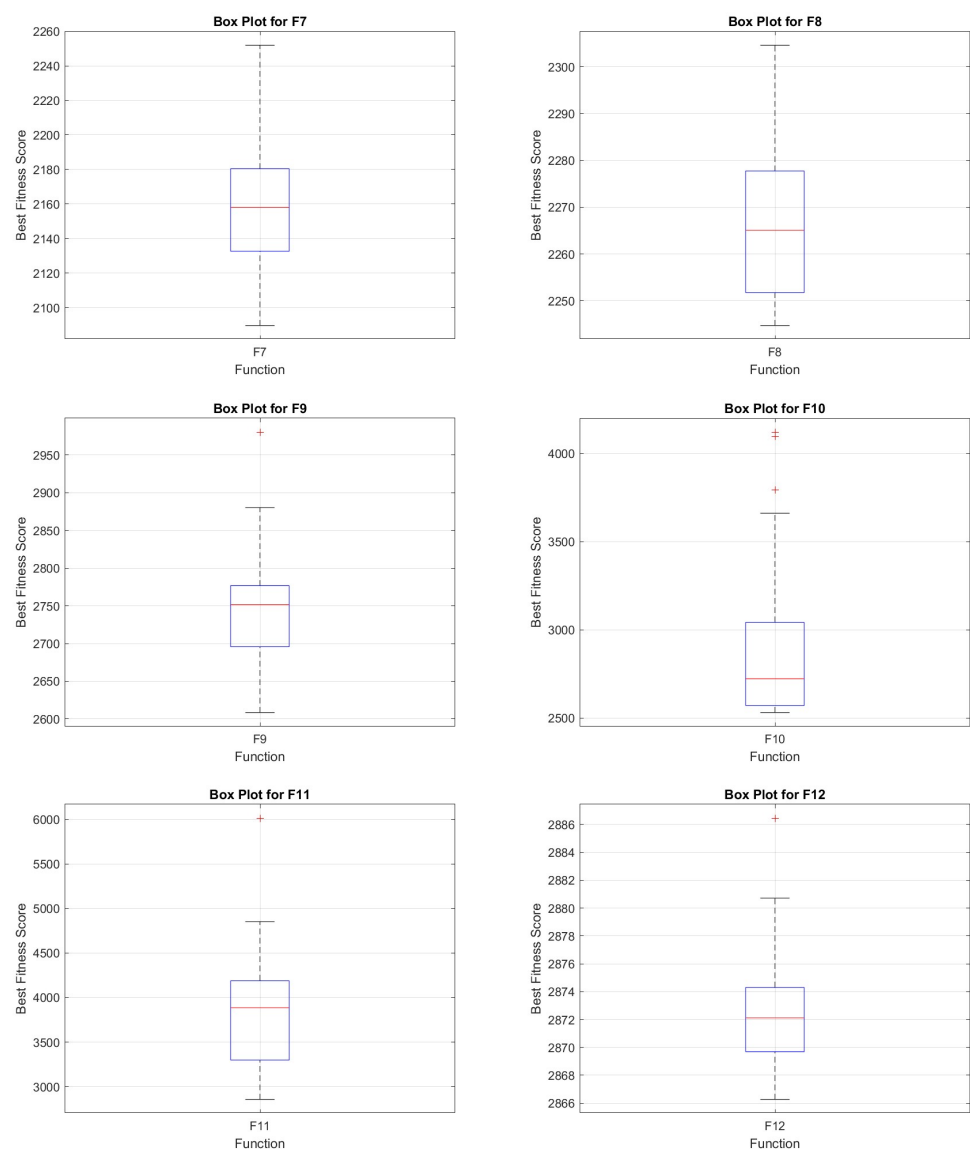 Box Plot for F7
2260
2240
2220
2200
2180
2160
2140
2120
2100
Best Fitness Score
F7
Function
Box Plot for F8
2300
2290
2280
2270
2260
2250
Best Fitness Score
F8
Function
Box Plot for F9
2950
2900
2850
2800
2750
2700
2650
2600
Best Fitness Score
F9
Function
Box Plot for F10
4000
3500
3000
2500
Best Fitness Score
F10
Function
Box Plot for F11
6000
5500
5000
4500
4000
3500
3000
Best Fitness Score
F11
Function
Box Plot for F12
2886
2884
2882
2880
2878
2876
2874
2872
2870
2868
2866
Best Fitness Score
F12
Function